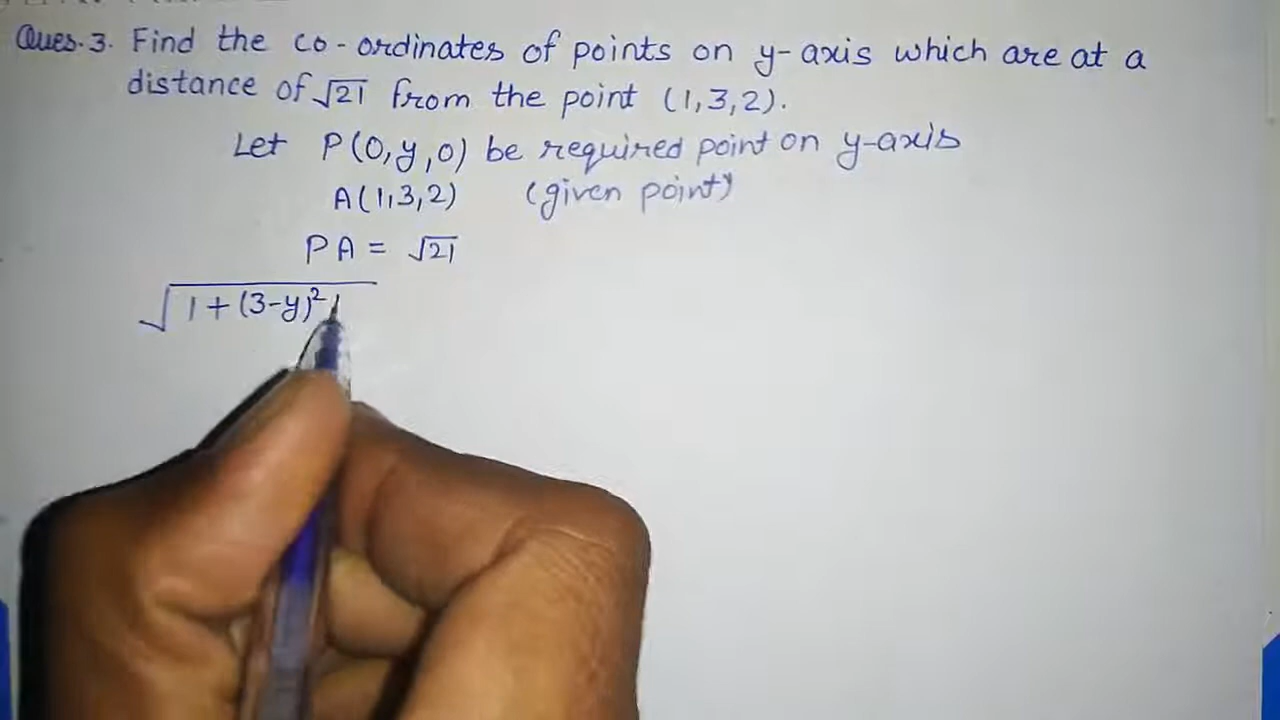 Ques. 3. Find the co-ordinates of points on y-axis which are at a
distance of √21 from the point (1,3,2).
Let P(0,y,0) be required point on y-axis
A(1,3,2) (given point)
PA = √21
√1+(3-y)²